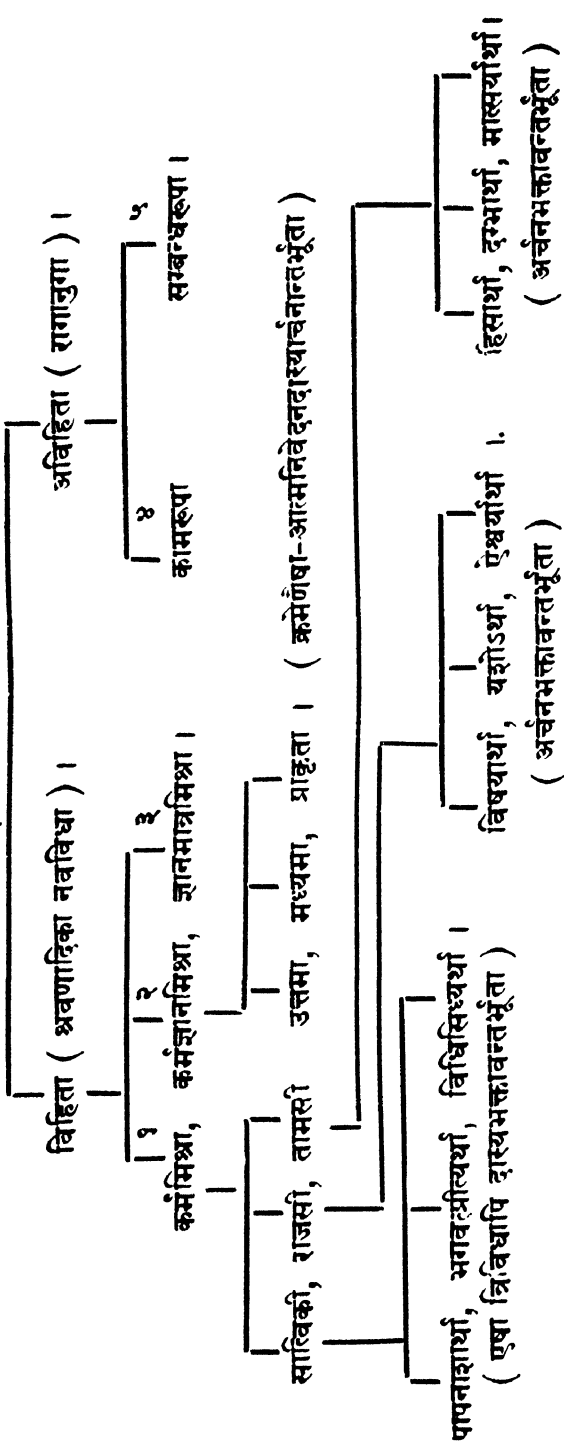 विहिता ( श्रवणादिका नवविधा ) । अविहिता ( रागानुगा ) ।
१ २ ३ ४ ५
कर्ममिश्रा, कर्मज्ञानमिश्रा, ज्ञानमात्रमिश्रा । कामरूपा सम्बन्धरूपा ।
सात्विकी, राजसी, तामसी उत्तमा, मध्यमा, प्राकृता । ( क्रमेणैषा-आत्मनिवेदनदास्यार्चनान्तर्भूता )
पापनाशार्था, भगवत्प्रीत्यर्था, विधिसिध्यर्था । विषयार्था, यशोऽर्था, ऐश्वर्यार्था । हिंसार्था, दम्भार्था, मात्सर्यार्था ।
( एषा त्रिविधापि दास्यभक्तावन्तर्भूता ) ( अर्चनभक्तावन्तर्भूता ) ( अर्चनभक्तावन्तर्भूता )